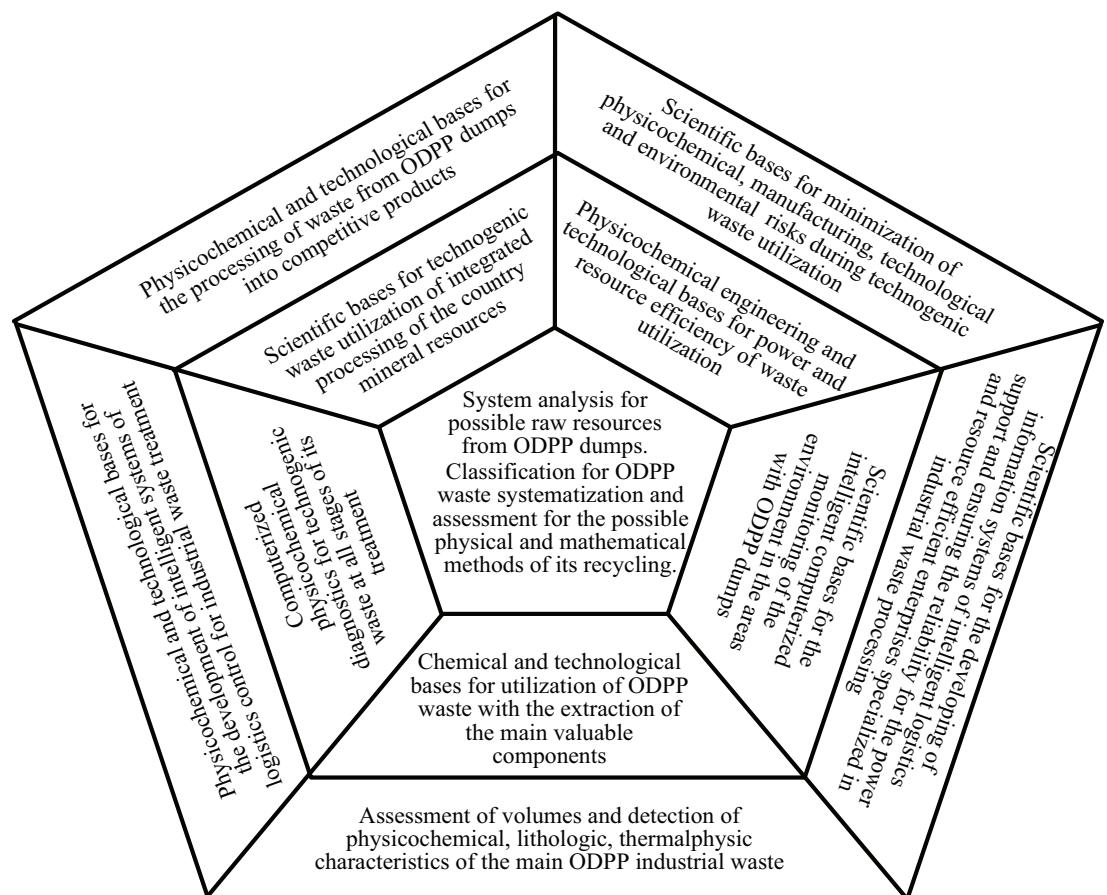 Physicochemical and technological bases for
the processing of waste from ODPP dumps
into competitive products
Scientific bases for minimization of
physicochemical, manufacturing, technological
and environmental risks during technogenic
waste utilization
Scientific bases for technogenic
waste utilization of integrated
processing of the country
mineral resources
Physicochemical engineering and
technological bases for power and
resource efficiency of waste
utilization
System analysis for
possible raw resources
from ODPP dumps.
Classification for ODPP
waste systematization and
assessment for the possible
physical and mathematical
methods of its recycling.
Physicochemical and technological bases for
the development of intelligent systems of
logistics control for industrial waste treatment
Computerized
physicochemical
diagnostics for technogenic
waste at all stages of its
treatment
Scientific bases for the
intelligent computerized
monitoring of the
environment in the areas
with ODPP dumps
Scientific bases for the developing of
information systems of intelligent logistics
support and ensuring the reliability for the power
and resource efficient enterprises specialized in
industrial waste processing
Chemical and technological
bases for utilization of ODPP
waste with the extraction of
the main valuable
components
Assessment of volumes and detection of
physicochemical, lithologic, thermalphysic
characteristics of the main ODPP industrial waste